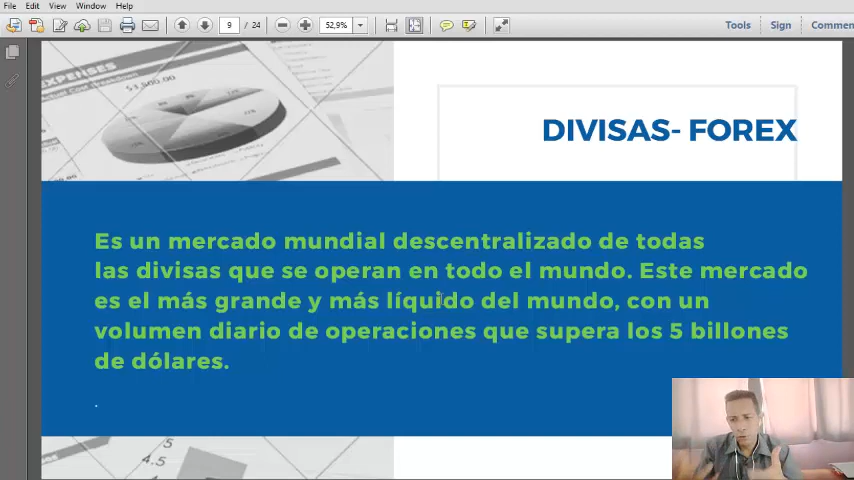 File Edit View Window Help
9 / 24 52,9% Tools Sign Commen
EXPENSES
$3,500.00
DIVISAS- FOREX
Es un mercado mundial descentralizado de todas
las divisas que se operan en todo el mundo. Este mercado
es el más grande y más líquido del mundo, con un
volumen diario de operaciones que supera los 5 billones
de dólares.
.
5
4.5